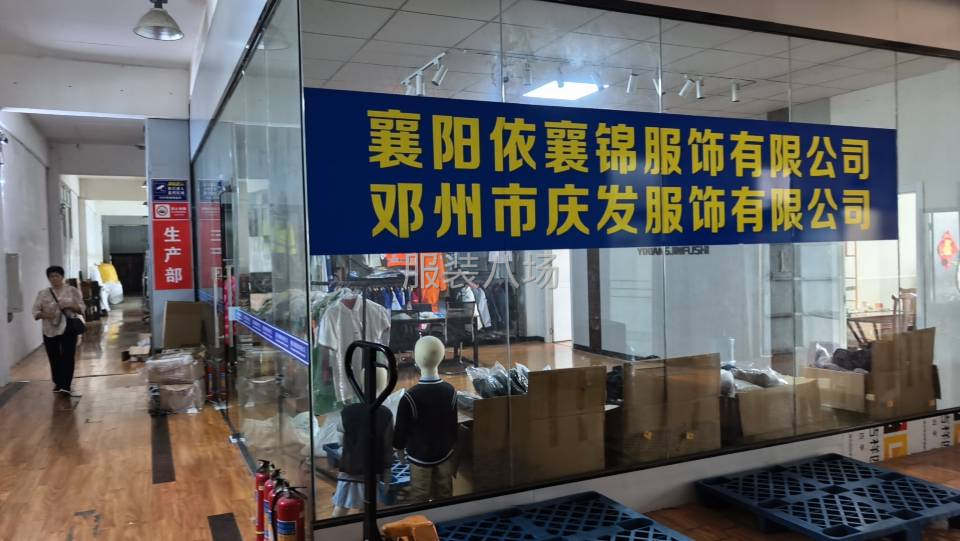 襄阳依襄锦服饰有限公司
邓州市庆发服饰有限公司
服装人场
生产部